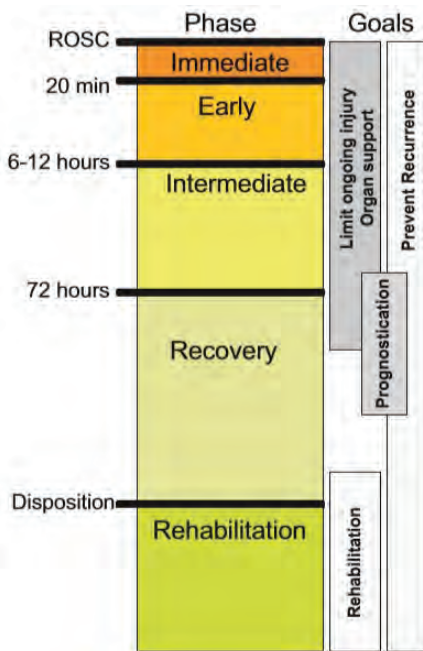 Phase
Goals
ROSC
Immediate
20 min
Early
6-12 hours
Intermediate
72 hours
Recovery
Disposition
Rehabilitation
Limit ongoing injury
Organ support
Prevent Recurrence
Prognostication
Rehabilitation